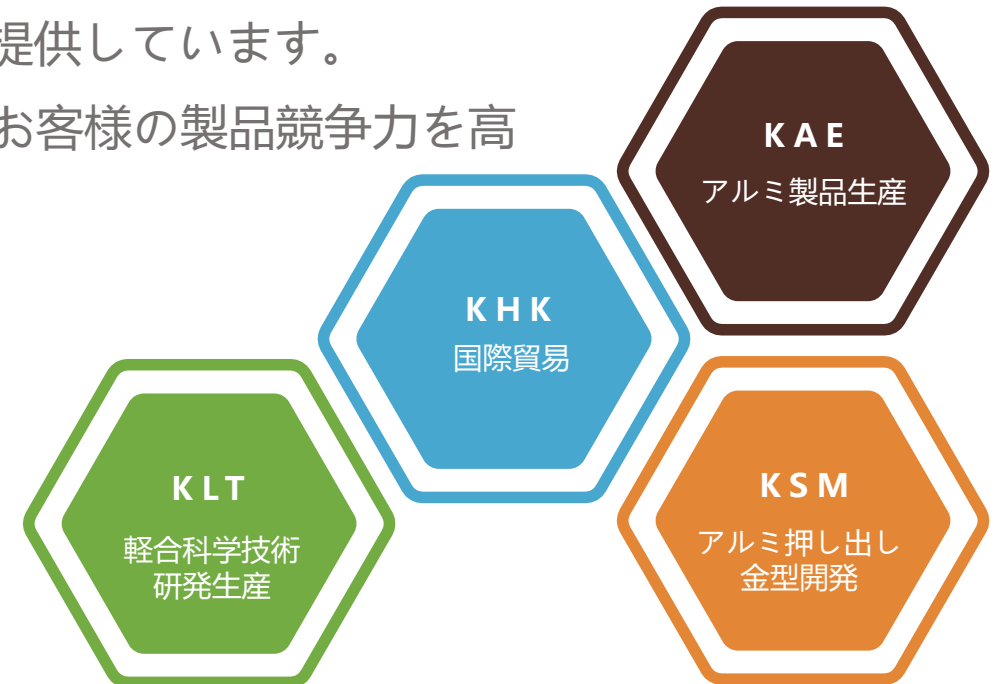 提供しています。
お客様の製品競争力を高
KAE
アルミ製品生産
KHK
国際貿易
KLT
軽合科学技術
研発生産
KSM
アルミ押し出し
金型開発